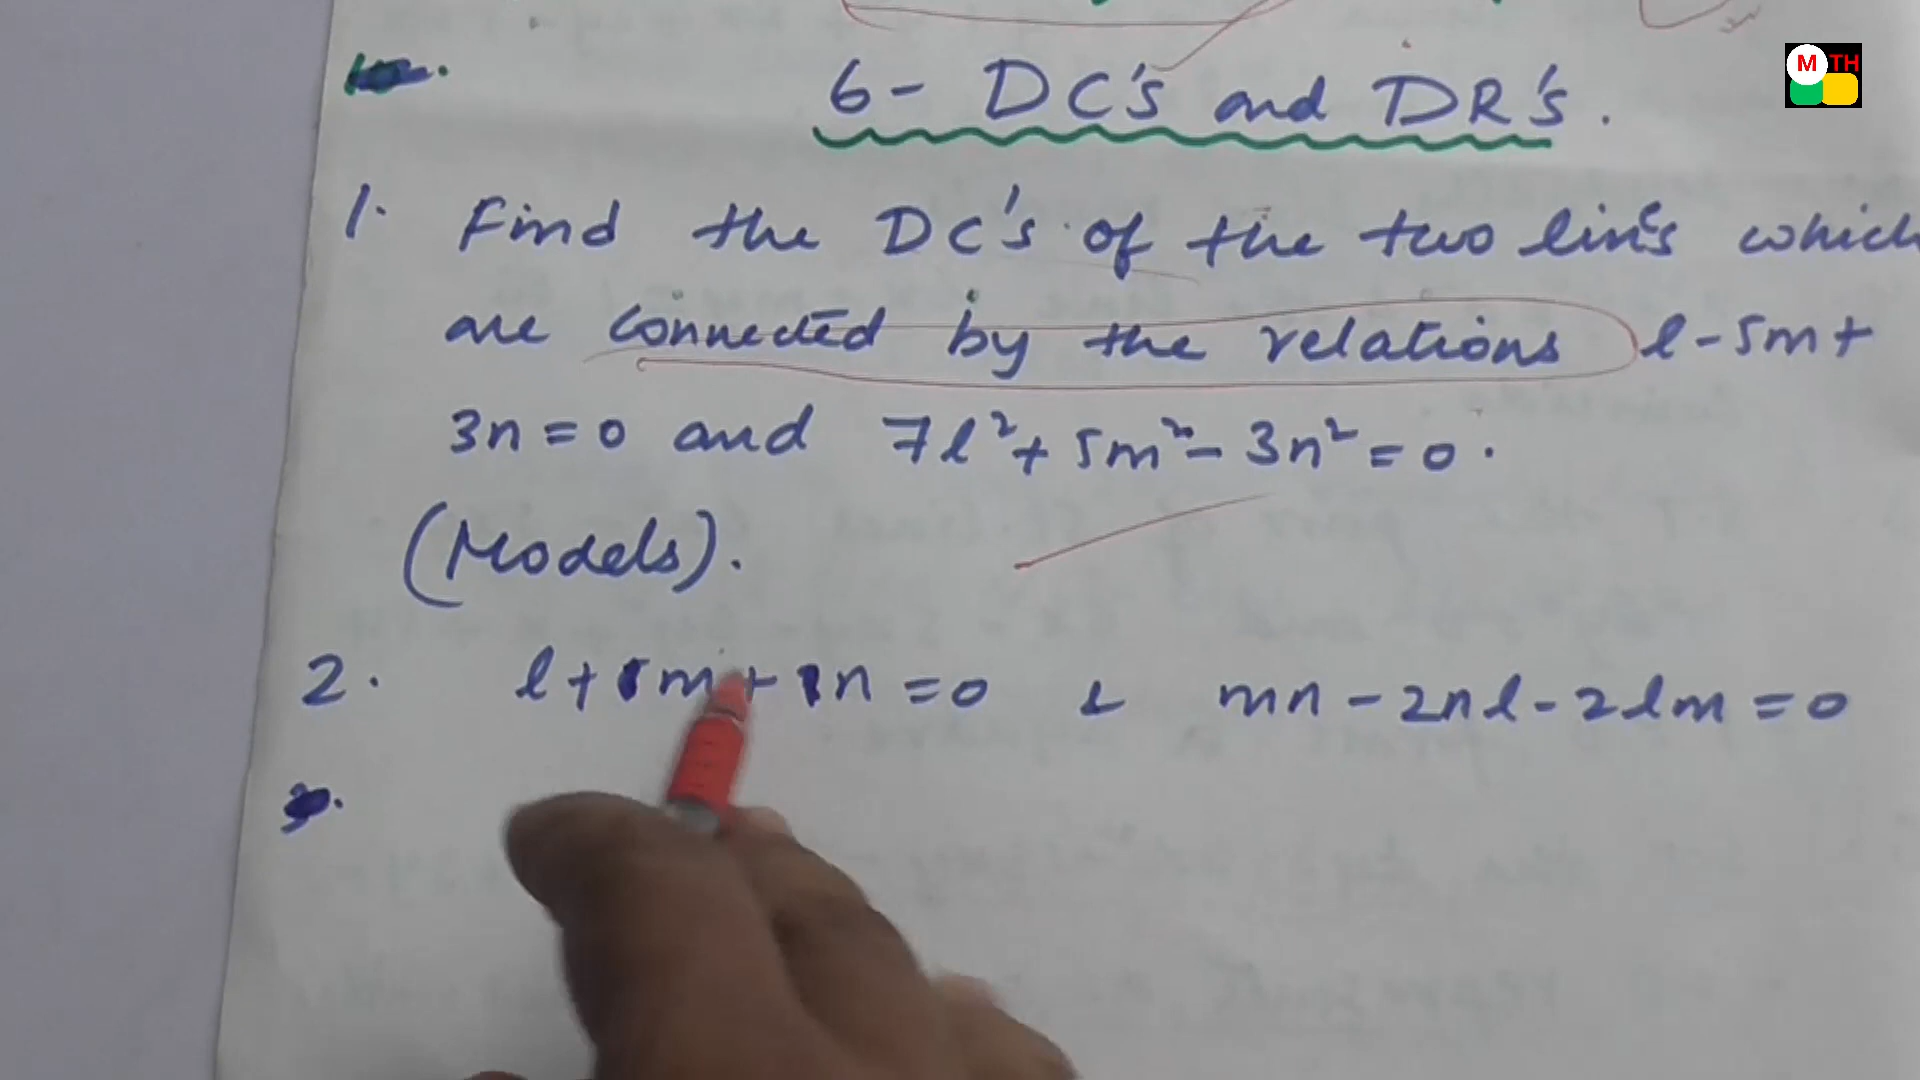 MTH
6- DC's and DR's.
1. Find the DC's of the two lines which
are connected by the relations l-5m+
3n=0 and 7l²+5m²-3n²=0.
(Models).
2. l+ m+ n=0 & mn-2nl-2lm=0